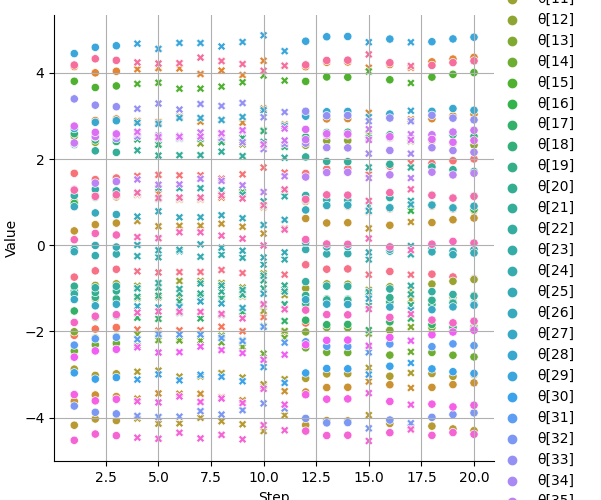 θ[11]
θ[12]
θ[13]
θ[14]
θ[15]
θ[16]
θ[17]
θ[18]
θ[19]
θ[20]
θ[21]
θ[22]
θ[23]
θ[24]
θ[25]
θ[26]
θ[27]
θ[28]
θ[29]
θ[30]
θ[31]
θ[32]
θ[33]
θ[34]
θ[35]
4
2
0
−2
−4
Value
2.5 5.0 7.5 10.0 12.5 15.0 17.5 20.0
Step